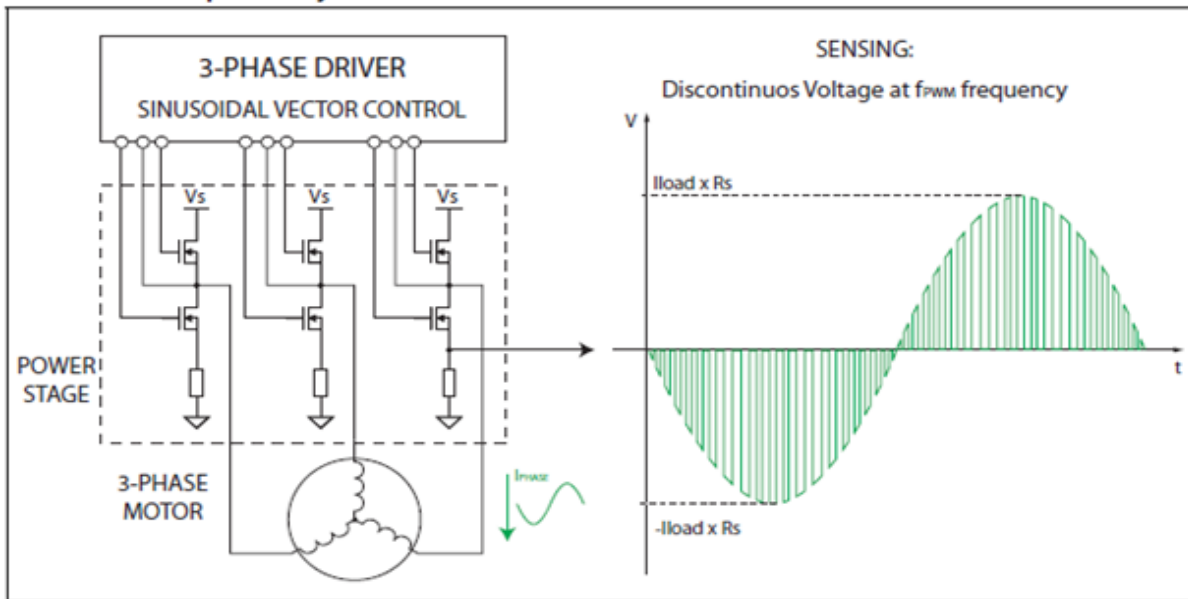 3-PHASE DRIVER
SINUSOIDAL VECTOR CONTROL
Vs Vs Vs
POWER
STAGE
3-PHASE
MOTOR
IPHASE
SENSING:
Discontinuos Voltage at fPWM frequency
V
Iload x Rs
t
-Iload x Rs